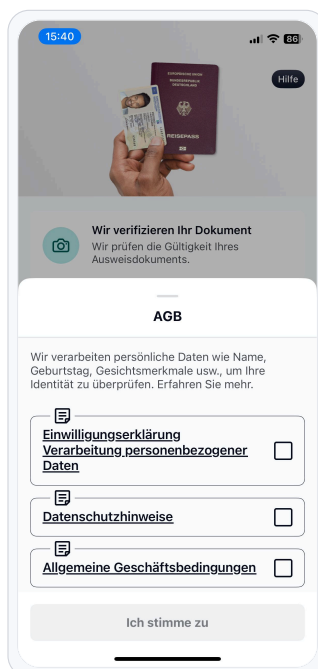 15:40
86
Hilfe
EUROPÄISCHE UNION
BUNDESREPUBLIK
DEUTSCHLAND
REISEPASS
Wir verifizieren Ihr Dokument
Wir prüfen die Gültigkeit Ihres
Ausweisdokuments.
AGB
Wir verarbeiten persönliche Daten wie Name,
Geburtstag, Gesichtsmerkmale usw., um Ihre
Identität zu überprüfen. Erfahren Sie mehr.
Einwilligungserklärung
Verarbeitung personenbezogener
Daten
Datenschutzhinweise
Allgemeine Geschäftsbedingungen
Ich stimme zu